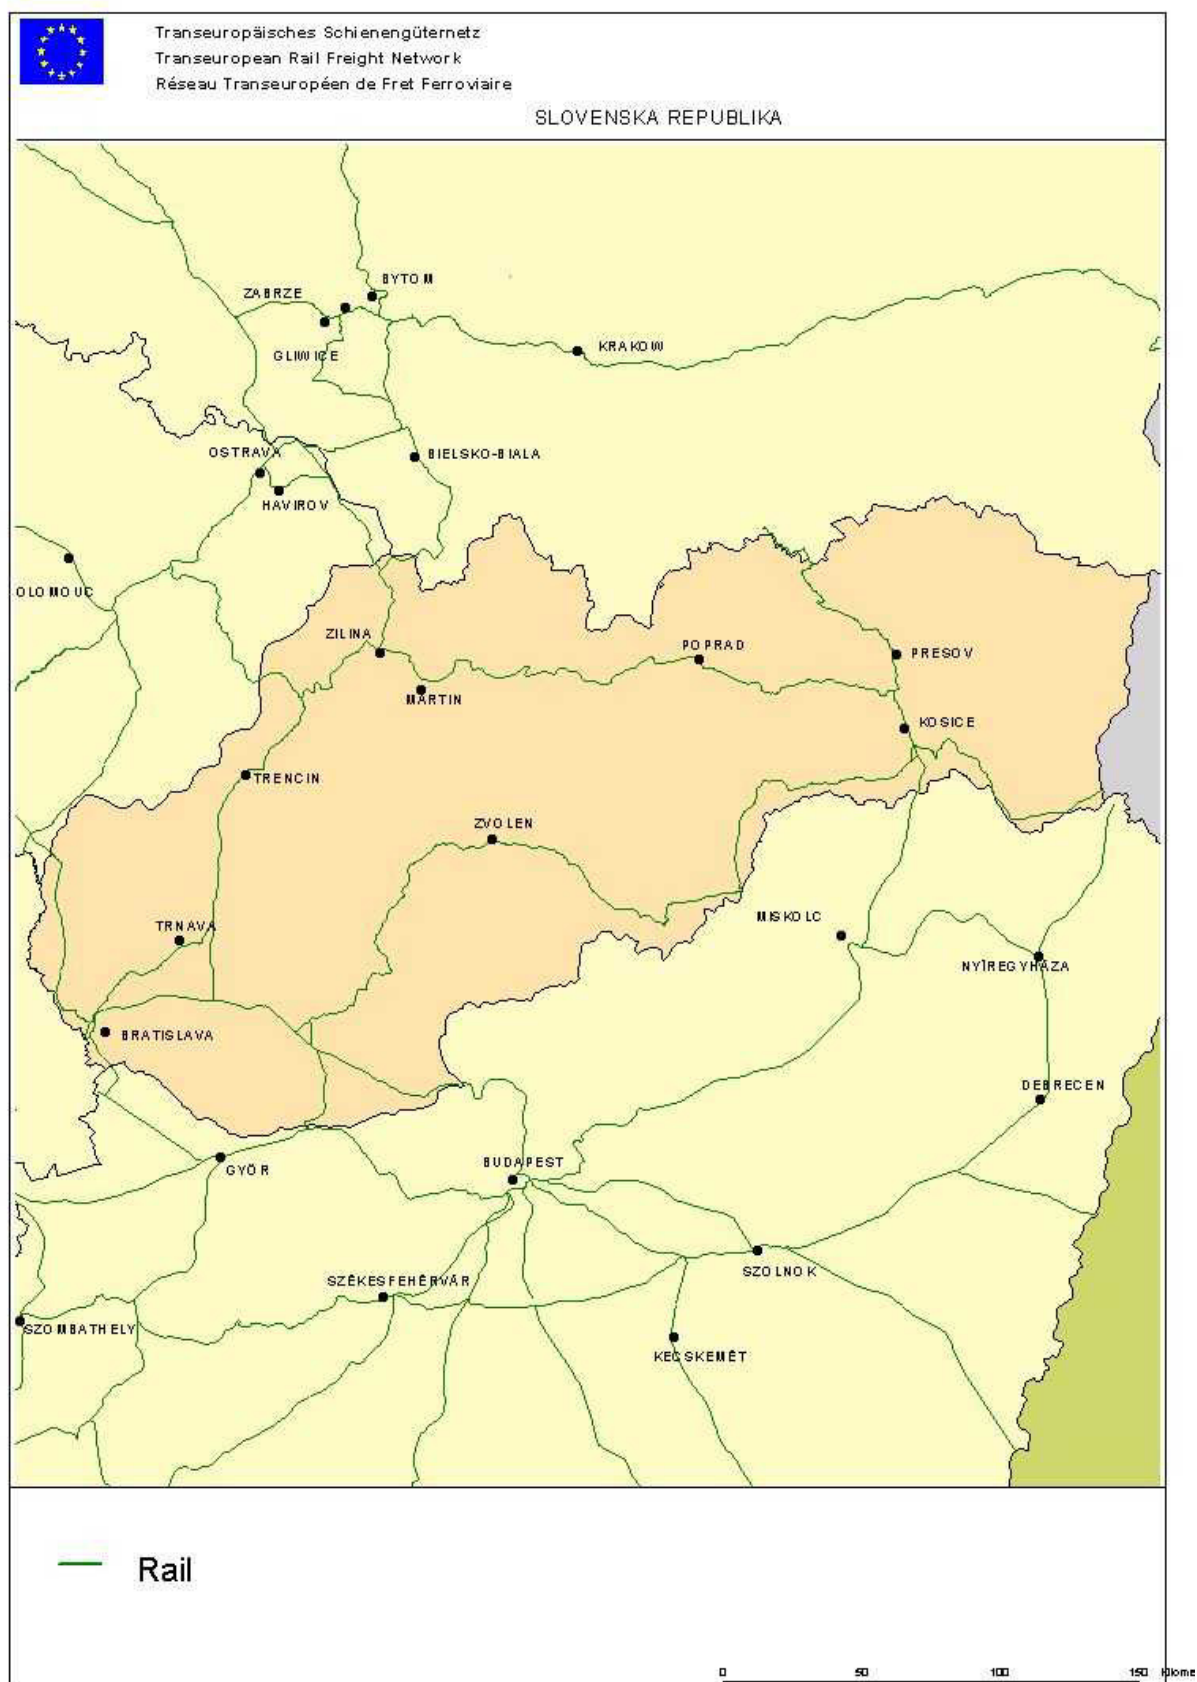 Transeuropäisches Schienengüternetz
Transeuropean Rail Freight Network
Réseau Transeuropéen de Fret Ferroviaire
SLOVENSKA REPUBLIKA
BYTOM
ZABRZE
GLIWICE
KRAKOW
OSTRAVA
BIELSKO-BIALA
HAVIROV
OLOMOUC
ZILINA
POPRAD
PRESOV
MARTIN
KOSICE
TRENCIN
ZVOLEN
MISKOLC
TRNAVA
NYÍREGYHÁZA
BRATISLAVA
DEBRECEN
BUDAPEST
GYÖR
SZOLNOK
SZÉKESFEHÉRVÁR
SZOMBATHELY
KECSKEMÉT
Rail
0 50 100 150 Kilome